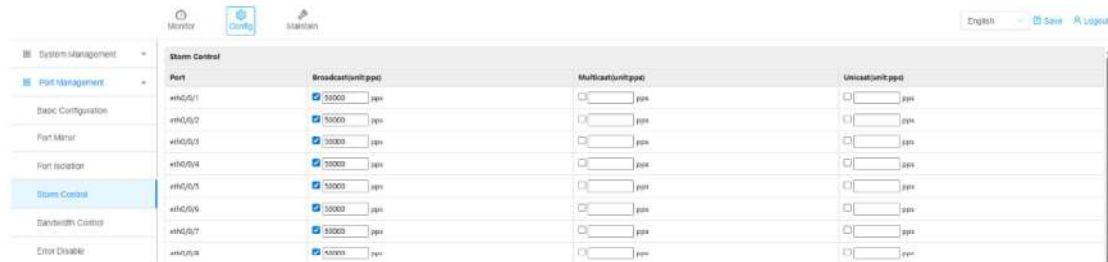 Monitor Config Maintain English Save Logout
System Management
Port Management
Basic Configuration
Port Mirror
Port Isolation
Storm Control
Bandwidth Control
Error Disable
Storm Control
Port Broadcast(unit:pps) Multicast(unit:pps) Unicast(unit:pps)
eth0/0/1 50000 pps pps pps
eth0/0/2 50000 pps pps pps
eth0/0/3 50000 pps pps pps
eth0/0/4 50000 pps pps pps
eth0/0/5 50000 pps pps pps
eth0/0/6 50000 pps pps pps
eth0/0/7 50000 pps pps pps
eth0/0/8 50000 pps pps pps